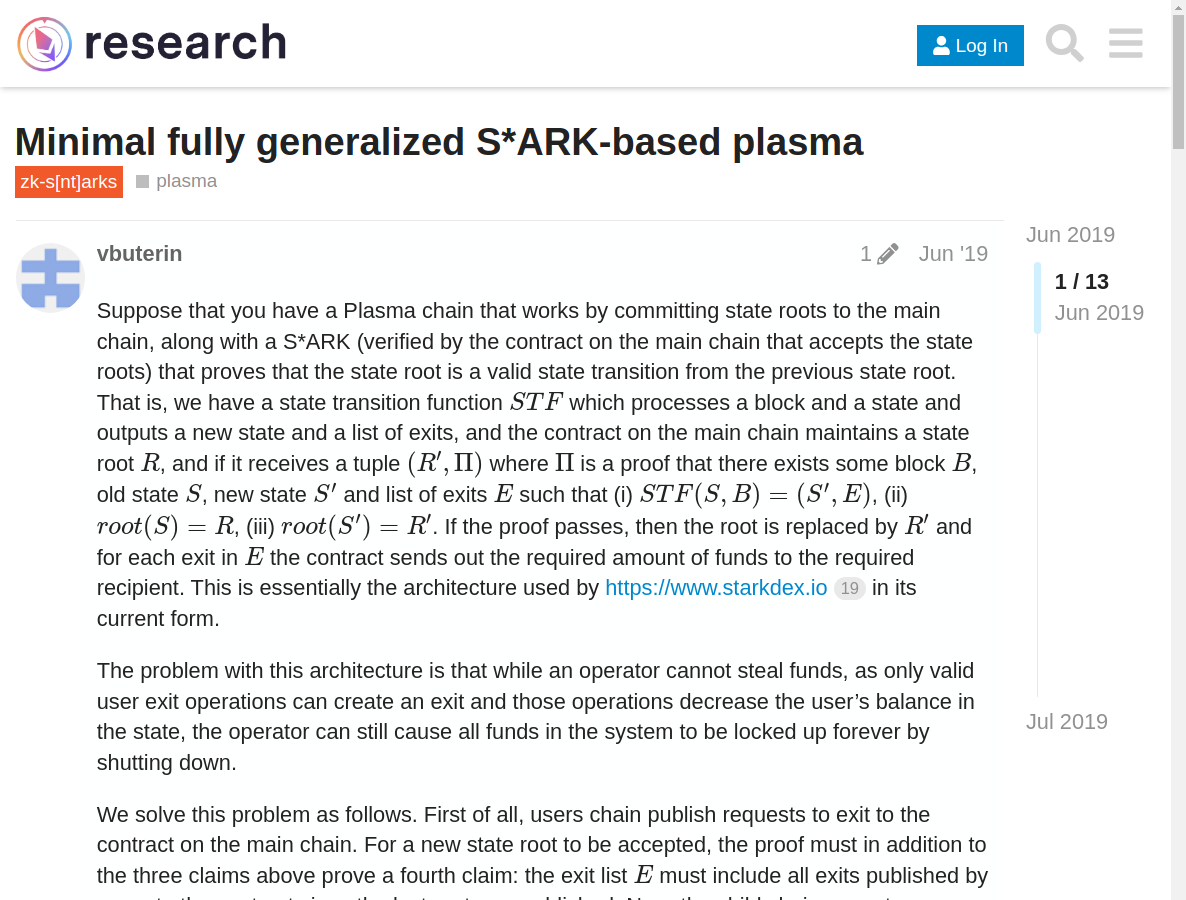 research
Log In
Minimal fully generalized S*ARK-based plasma
zk-s[nt]arks
plasma
vbuterin
1
Jun '19
Jun 2019
1 / 13
Jun 2019
Suppose that you have a Plasma chain that works by committing state roots to the main
chain, along with a S*ARK (verified by the contract on the main chain that accepts the state
roots) that proves that the state root is a valid state transition from the previous state root.
That is, we have a state transition function STF which processes a block and a state and
outputs a new state and a list of exits, and the contract on the main chain maintains a state
root R, and if it receives a tuple (R′, Π) where Π is a proof that there exists some block B,
old state S, new state S′ and list of exits E such that (i) STF(S, B) = (S′, E), (ii)
root(S) = R, (iii) root(S′) = R′. If the proof passes, then the root is replaced by R′ and
for each exit in E the contract sends out the required amount of funds to the required
recipient. This is essentially the architecture used by https://www.starkdex.io 19 in its
current form.
The problem with this architecture is that while an operator cannot steal funds, as only valid
user exit operations can create an exit and those operations decrease the user’s balance in
the state, the operator can still cause all funds in the system to be locked up forever by
shutting down.
Jul 2019
We solve this problem as follows. First of all, users chain publish requests to exit to the
contract on the main chain. For a new state root to be accepted, the proof must in addition to
the three claims above prove a fourth claim: the exit list E must include all exits published by